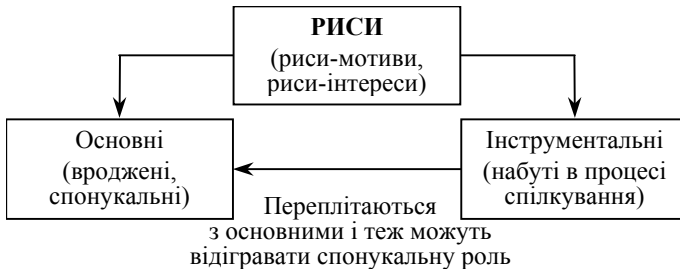 РИСИ
(риси-мотиви,
риси-інтереси)
Основні
(вроджені,
спонукальні)
Інструментальні
(набуті в процесі
спілкування)
Переплітаються
з основними і теж можуть
відігравати спонукальну роль